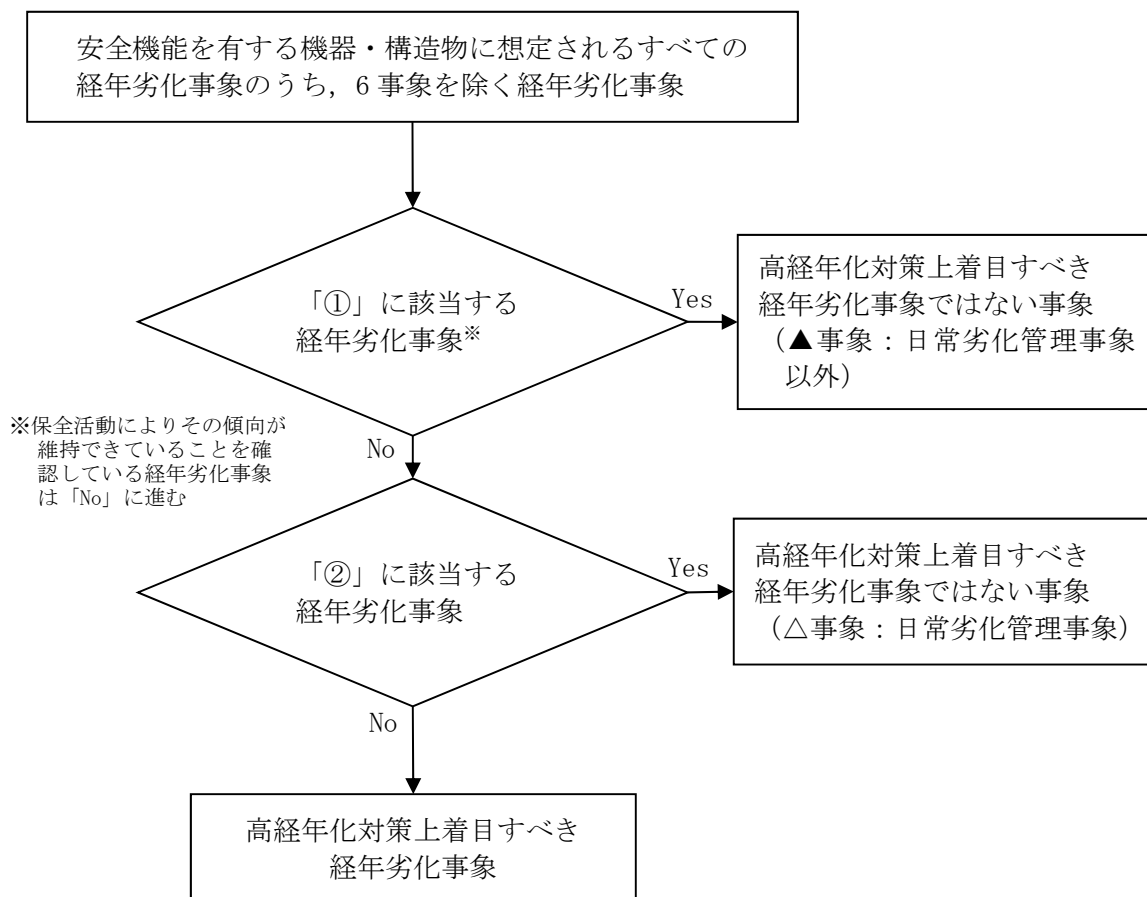 安全機能を有する機器・構造物に想定されるすべての
経年劣化事象のうち，6 事象を除く経年劣化事象
「①」に該当する
経年劣化事象※
Yes
高経年化対策上着目すべき
経年劣化事象ではない事象
（▲事象：日常劣化管理事象
以外）
※保全活動によりその傾向が
維持できていることを確
認している経年劣化事象
は「No」に進む
No
「②」に該当する
経年劣化事象
Yes
高経年化対策上着目すべき
経年劣化事象ではない事象
（△事象：日常劣化管理事象）
No
高経年化対策上着目すべき
経年劣化事象